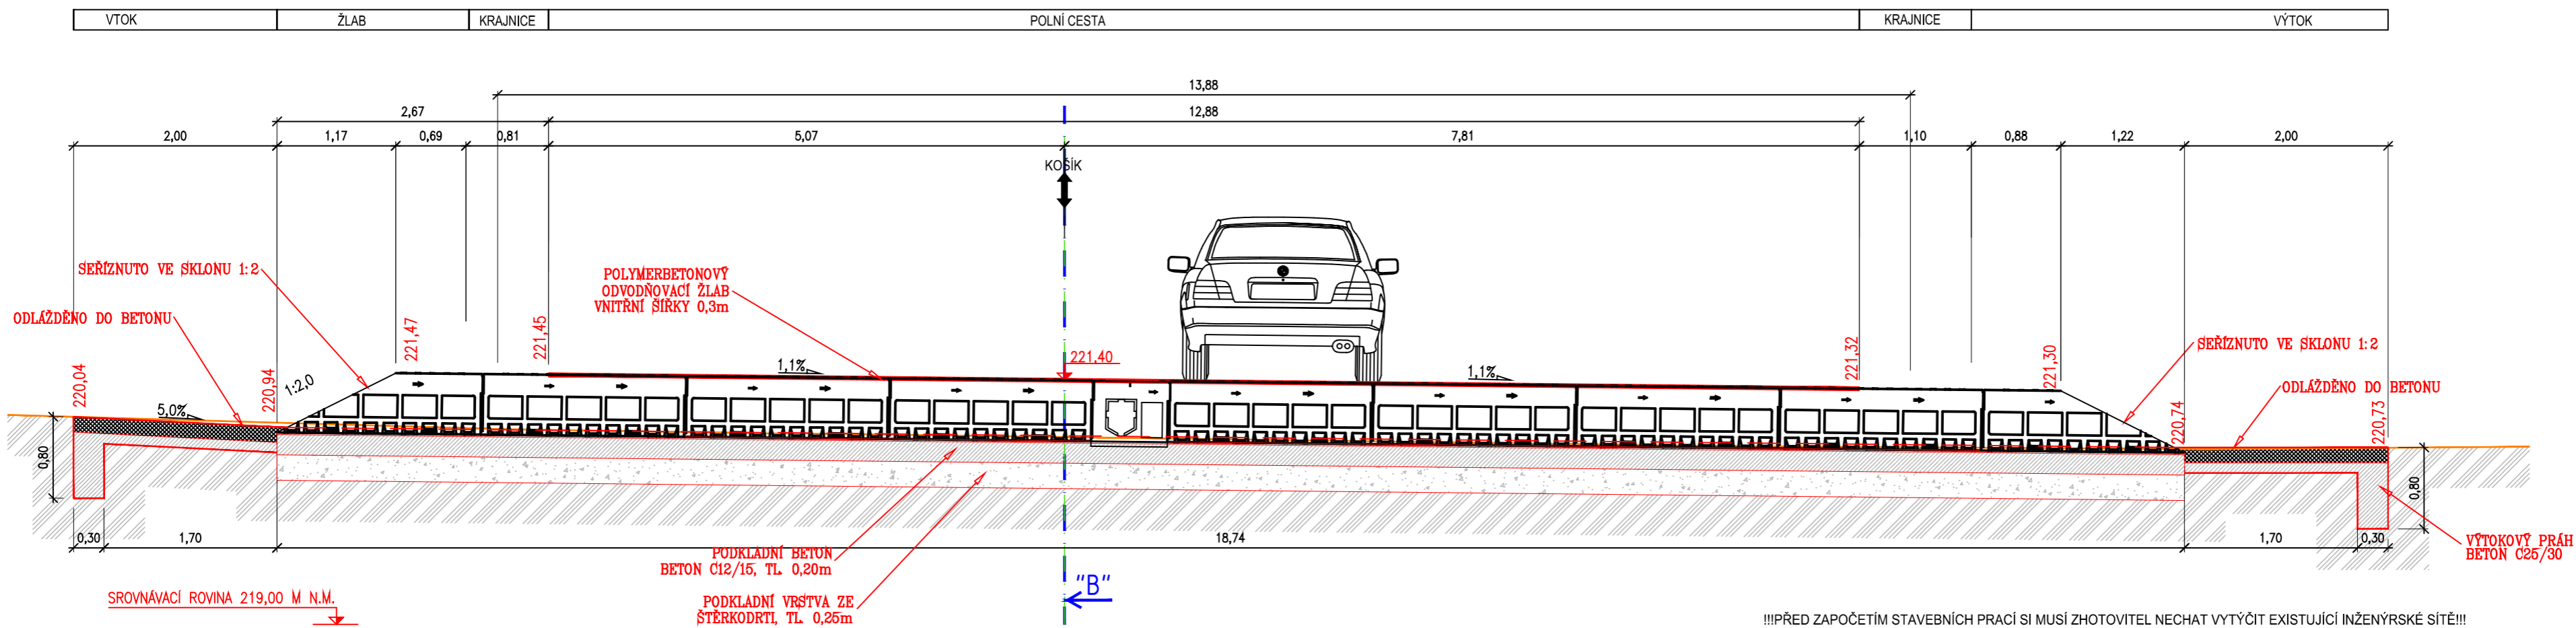 VTOK
ŽLAB
KRAJNICE
POLNÍ CESTA
KRAJNICE
VÝTOK
13,88
2,67
12,88
2,00
1,17
0,69
0,81
5,07
7,81
1,10
0,88
1,22
2,00
KOŠÍK
SEŘÍZNUTO VE SKLONU 1:2
POLYMERBETONOVÝ
ODVODŇOVACÍ ŽLAB
VNITŘNÍ ŠÍŘKY 0,3m
ODLÁŽDĚNO DO BETONU
220,04
220,94
1:2,0
221,47
221,45
1,1%
221,40
1,1%
221,32
221,30
SEŘÍZNUTO VE SKLONU 1:2
ODLÁŽDĚNO DO BETONU
5,0%
220,74
220,73
0,80
0,80
0,30
1,70
18,74
1,70
0,30
PODKLADNÍ BETON
BETON C12/15, TL. 0,20m
VÝTOKOVÝ PRÁH
BETON C25/30
"B"
PODKLADNÍ VRSTVA ZE
ŠTĚRKODRTI, TL. 0,25m
SROVNÁVACÍ ROVINA 219,00 M N.M.
!!!PŘED ZAPOČETÍM STAVEBNÍCH PRACÍ SI MUSÍ ZHOTOVITEL NECHAT VYTÝČIT EXISTUJÍCÍ INŽENÝRSKÉ SÍTĚ!!!